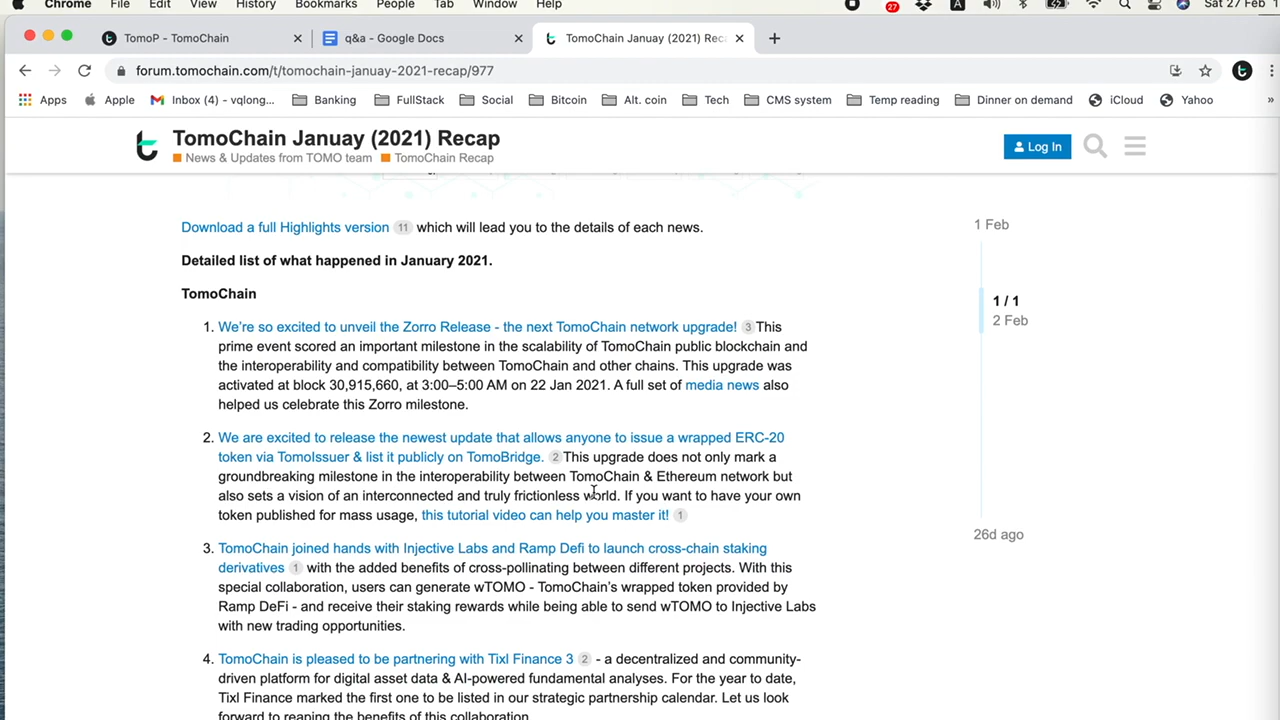 Chrome File Edit View History Bookmarks People Tab Window Help 27 A Sat 27 Feb 1
TomoP - TomoChain q&a - Google Docs TomoChain Januay (2021) Rec
forum.tomochain.com/t/tomochain-januay-2021-recap/977
Apps Apple Inbox (4) - vqlong... Banking FullStack Social Bitcoin Alt. coin Tech CMS system Temp reading Dinner on demand iCloud Yahoo »
TomoChain Januay (2021) Recap
News & Updates from TOMO team TomoChain Recap
Log In
Download a full Highlights version 11 which will lead you to the details of each news.
Detailed list of what happened in January 2021.
TomoChain
1. We're so excited to unveil the Zorro Release - the next TomoChain network upgrade! 3 This
prime event scored an important milestone in the scalability of TomoChain public blockchain and
the interoperability and compatibility between TomoChain and other chains. This upgrade was
activated at block 30,915,660, at 3:00–5:00 AM on 22 Jan 2021. A full set of media news also
helped us celebrate this Zorro milestone.
2. We are excited to release the newest update that allows anyone to issue a wrapped ERC-20
token via TomoIssuer & list it publicly on TomoBridge. 2 This upgrade does not only mark a
groundbreaking milestone in the interoperability between TomoChain & Ethereum network but
also sets a vision of an interconnected and truly frictionless world. If you want to have your own
token published for mass usage, this tutorial video can help you master it! 1
3. TomoChain joined hands with Injective Labs and Ramp Defi to launch cross-chain staking
derivatives 1 with the added benefits of cross-pollinating between different projects. With this
special collaboration, users can generate wTOMO - TomoChain's wrapped token provided by
Ramp DeFi - and receive their staking rewards while being able to send wTOMO to Injective Labs
with new trading opportunities.
4. TomoChain is pleased to be partnering with Tixl Finance 3 2 - a decentralized and community-
driven platform for digital asset data & AI-powered fundamental analyses. For the year to date,
Tixl Finance marked the first one to be listed in our strategic partnership calendar. Let us look
forward to reaping the benefits of this collaboration.
1 Feb
1 / 1
2 Feb
26d ago